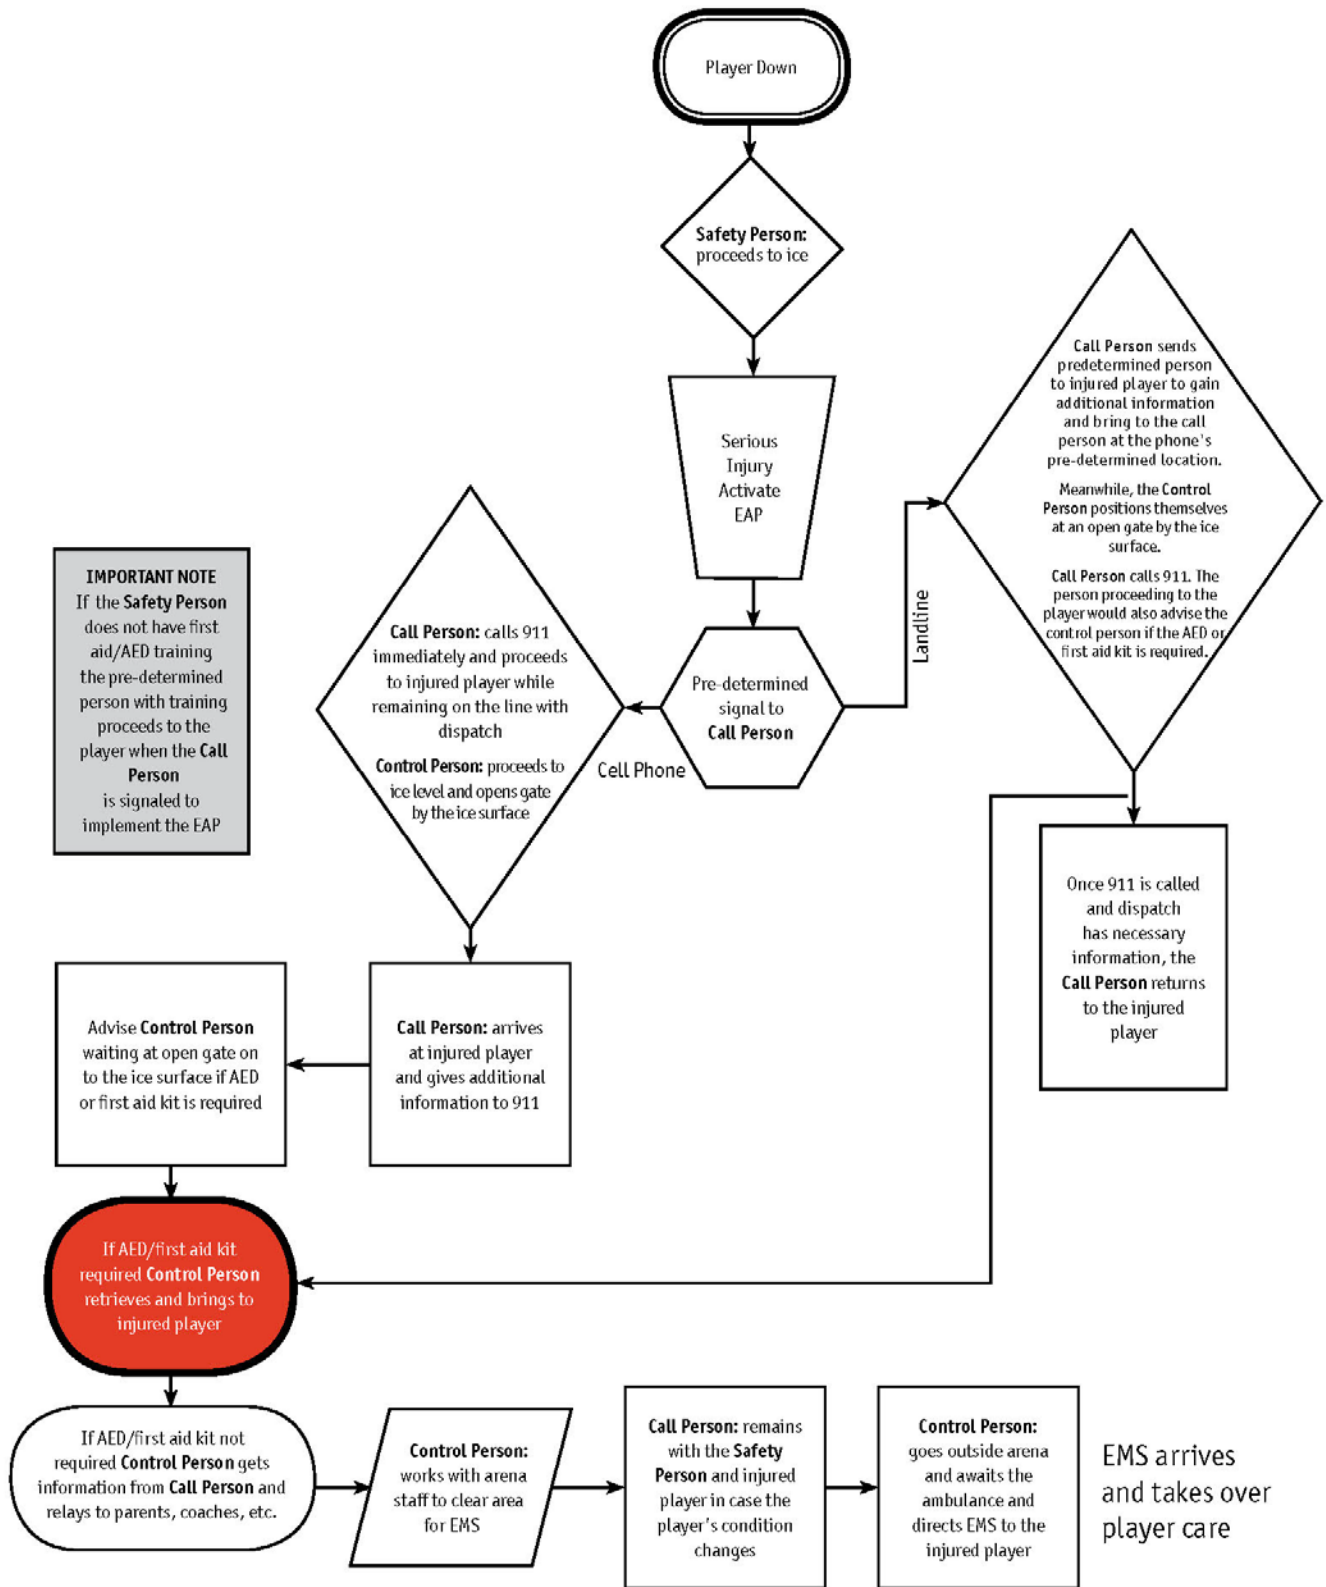 Player Down
Safety Person:
proceeds to ice
Serious
Injury
Activate
EAP
Call Person sends
predetermined person
to injured player to gain
additional information
and bring to the call
person at the phone's
pre-determined location.
Meanwhile, the Control
Person positions themselves
at an open gate by the ice
surface.
Call Person calls 911. The
person proceeding to the
player would also advise the
control person if the AED or
first aid kit is required.
Landline
Pre-determined
signal to
Call Person
Cell Phone
IMPORTANT NOTE
If the Safety Person
does not have first
aid/AED training
the pre-determined
person with training
proceeds to the
player when the Call
Person
is signaled to
implement the EAP
Call Person: calls 911
immediately and proceeds
to injured player while
remaining on the line with
dispatch
Control Person: proceeds to
ice level and opens gate
by the ice surface
Once 911 is called
and dispatch
has necessary
information, the
Call Person returns
to the injured
player
Call Person: arrives
at injured player
and gives additional
information to 911
Advise Control Person
waiting at open gate on
to the ice surface if AED
or first aid kit is required
If AED/first aid kit
required Control Person
retrieves and brings to
injured player
If AED/first aid kit not
required Control Person gets
information from Call Person and
relays to parents, coaches, etc.
Control Person:
works with arena
staff to clear area
for EMS
Call Person: remains
with the Safety
Person and injured
player in case the
player's condition
changes
Control Person:
goes outside arena
and awaits the
ambulance and
directs EMS to the
injured player
EMS arrives
and takes over
player care